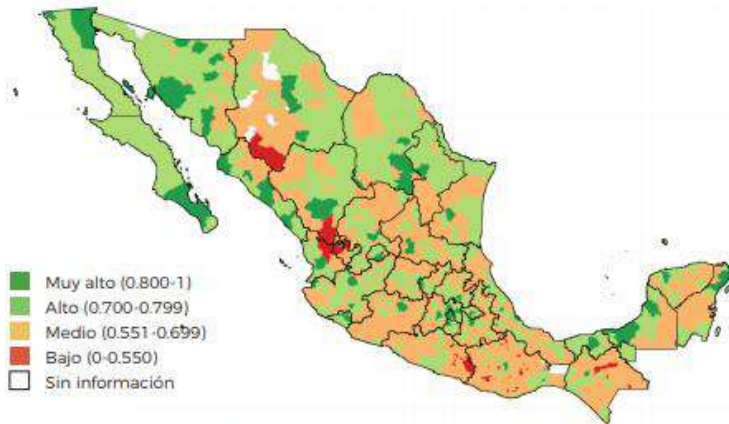 Muy alto (0.800-1)
Alto (0.700-0.799)
Medio (0.551-0.699)
Bajo (0-0.550)
Sin información